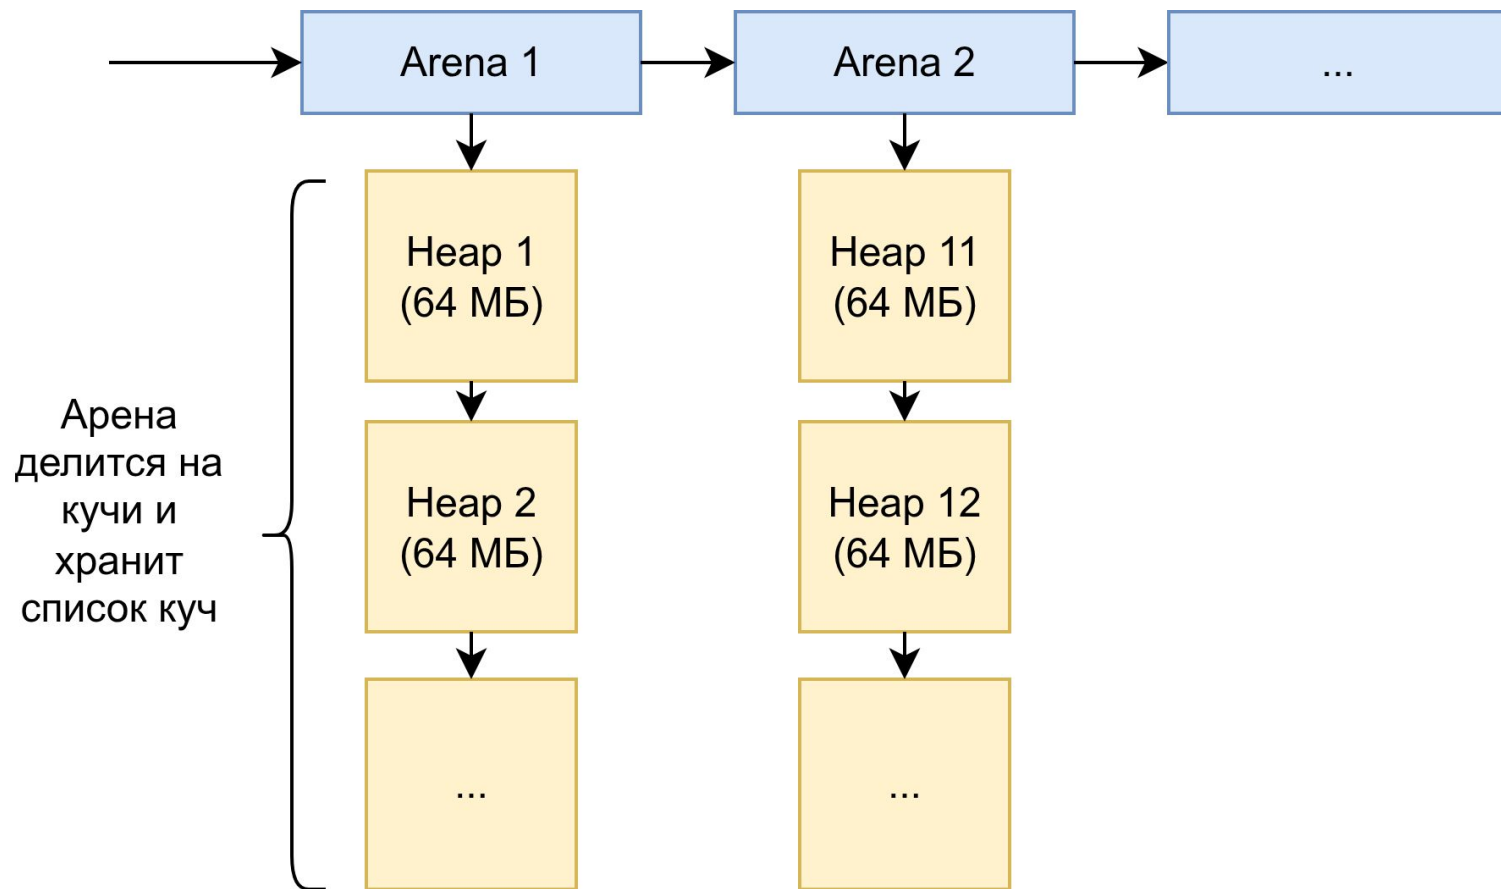 Arena 1
Arena 2
...
Heap 1
(64 МБ)
Heap 11
(64 МБ)
Арена
делится на
кучи и
хранит
список куч
Heap 2
(64 МБ)
Heap 12
(64 МБ)
...
...